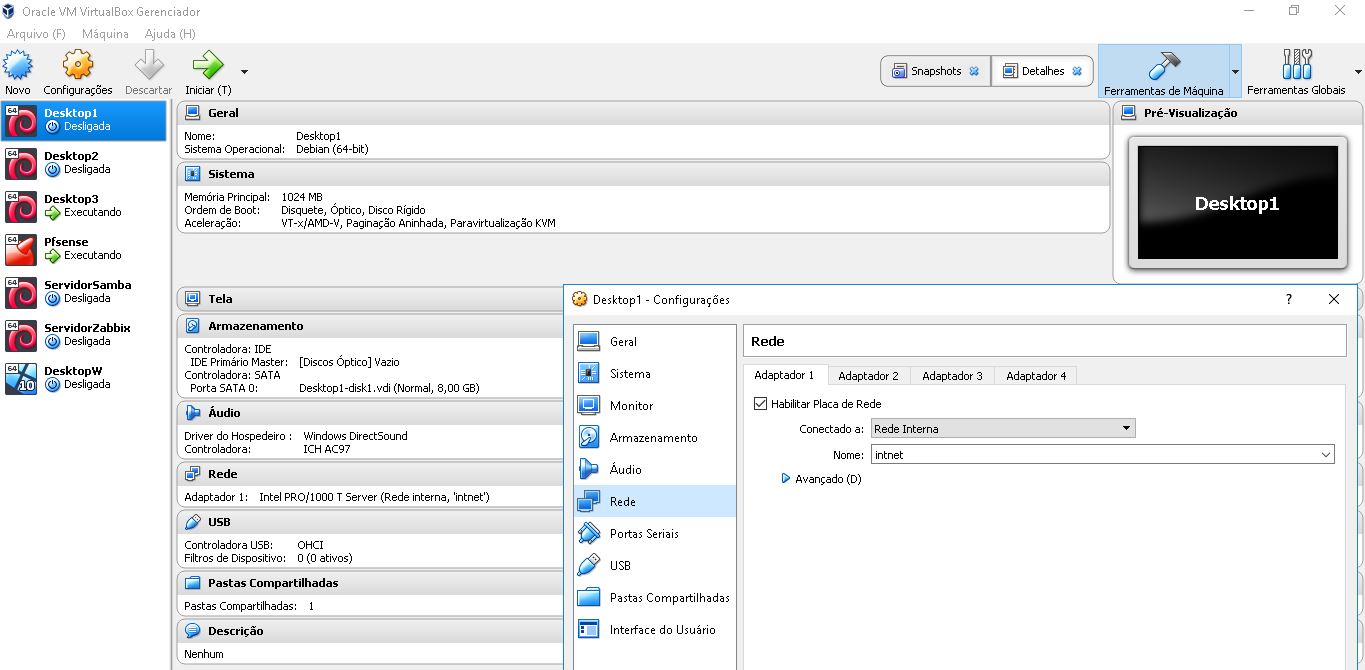 Oracle VM VirtualBox Gerenciador
Arquivo (F) Máquina Ajuda (H)
Novo Configurações Descartar Iniciar (T)
Snapshots Detalhes
Ferramentas de Máquina Ferramentas Globais
64 Desktop1
Desligada
64 Desktop2
Desligada
64 Desktop3
Executando
64 Pfsense
Executando
64 ServidorSamba
Desligada
64 ServidorZabbix
Desligada
64 10 DesktopW
Desligada
Geral
Nome: Desktop1
Sistema Operacional: Debian (64-bit)
Sistema
Memória Principal: 1024 MB
Ordem de Boot: Disquete, Óptico, Disco Rígido
Aceleração: VT-x/AMD-V, Paginação Aninhada, Paravirtualização KVM
Pré-Visualização
Desktop1
Tela
Armazenamento
Controladora: IDE
IDE Primário Master: [Discos Óptico] Vazio
Controladora: SATA
Porta SATA 0: Desktop1-disk1.vdi (Normal, 8,00 GB)
Áudio
Driver do Hospedeiro : Windows DirectSound
Controladora: ICH AC97
Rede
Adaptador 1: Intel PRO/1000 T Server (Rede interna, 'intnet')
USB
Controladora USB: OHCI
Filtros de Dispositivo: 0 (0 ativos)
Pastas Compartilhadas
Pastas Compartilhadas: 1
Descrição
Nenhum
Desktop1 - Configurações ?
Geral
Sistema
Monitor
Armazenamento
Áudio
Rede
Portas Seriais
USB
Pastas Compartilhadas
Interface do Usuário
Rede
Adaptador 1 Adaptador 2 Adaptador 3 Adaptador 4
Habilitar Placa de Rede
Conectado a: Rede Interna
Nome: intnet
Avançado (D)